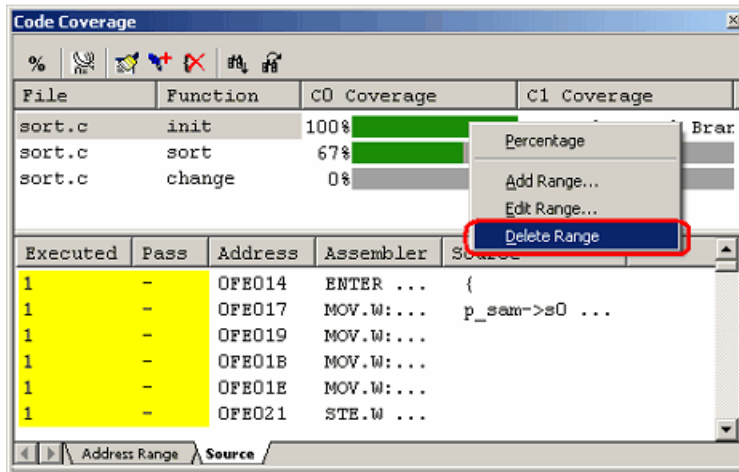 Code Coverage
%
File Function C0 Coverage C1 Coverage
sort.c init 100% Bran
sort.c sort 67%
sort.c change 0%
Percentage
Add Range...
Edit Range...
Delete Range
Executed Pass Address Assembler Source
1 - 0FE014 ENTER ... {
1 - 0FE017 MOV.W:... p_sam->s0 ...
1 - 0FE019 MOV.W:...
1 - 0FE01B MOV.W:...
1 - 0FE01E MOV.W:...
1 - 0FE021 STE.W ...
Address Range Source